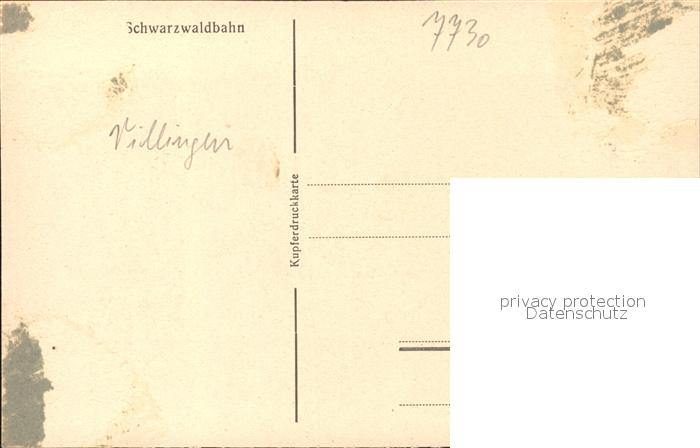 Schwarzwaldbahn
7730
Villingen
Kupferdruckkarte
privacy protection
Datenschutz